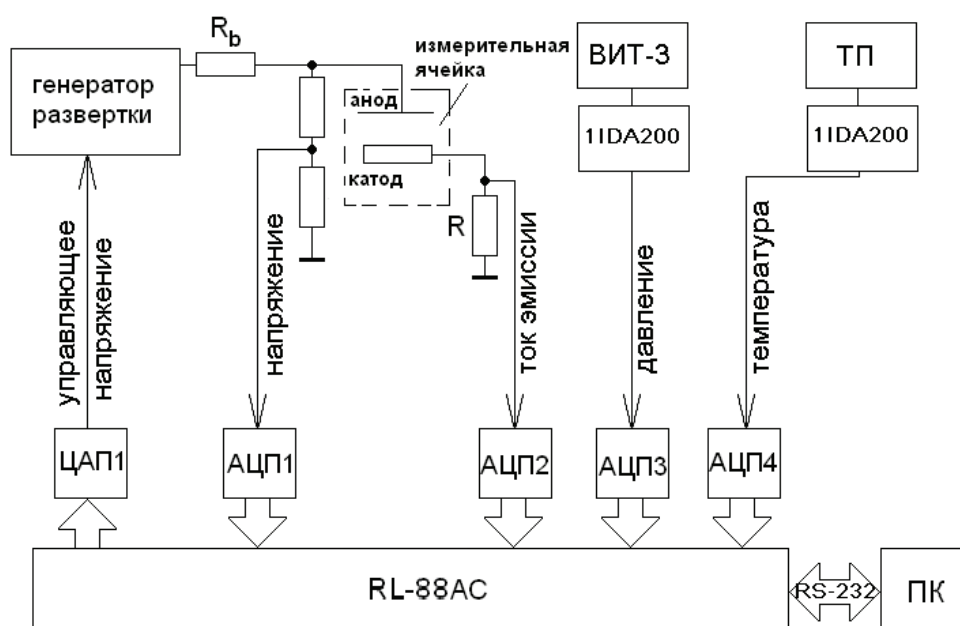 R_b
измерительная
ячейка
ВИТ-3
ТП
генератор
развертки
анод
1IDA200
1IDA200
катод
R
управляющее
напряжение
напряжение
ток эмиссии
давление
температура
ЦАП1
АЦП1
АЦП2
АЦП3
АЦП4
RL-88AC
RS-232
ПК